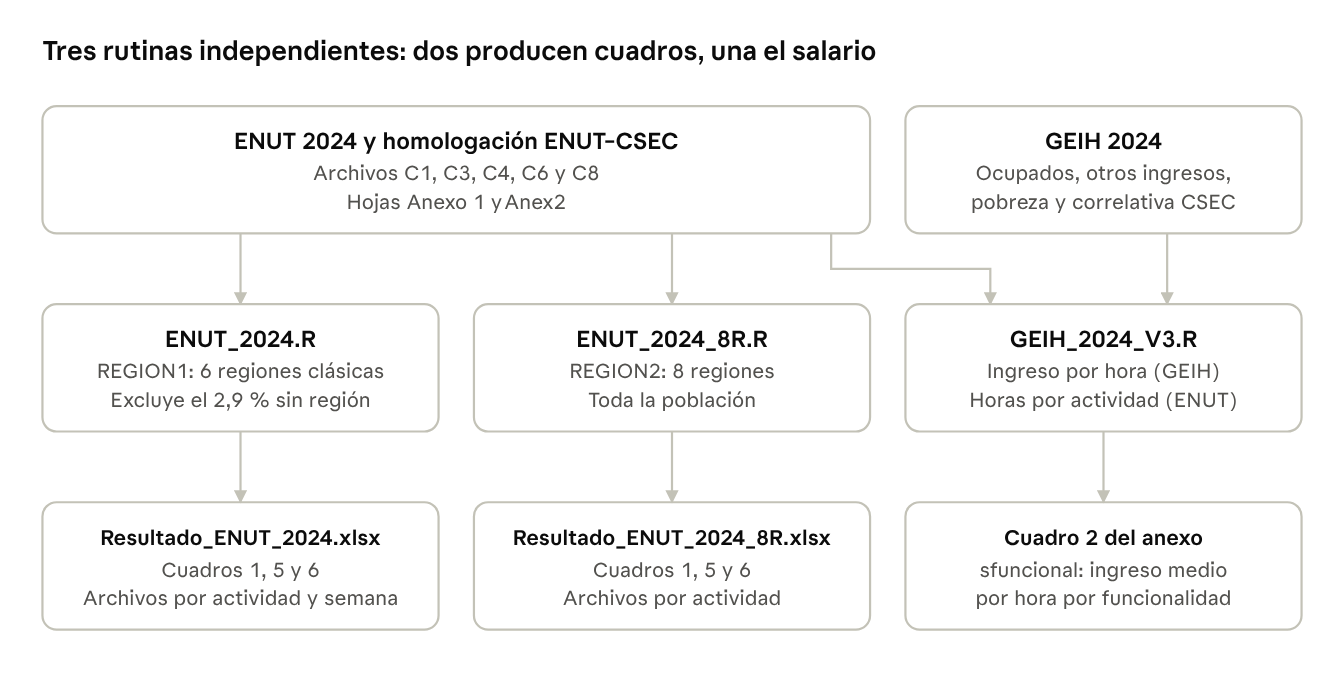 Tres rutinas independientes: dos producen cuadros, una el salario
ENUT 2024 y homologación ENUT-CSEC
Archivos C1, C3, C4, C6 y C8
Hojas Anexo 1 y Anex2
GEIH 2024
Ocupados, otros ingresos,
pobreza y correlativa CSEC
ENUT_2024.R
REGION1: 6 regiones clásicas
Excluye el 2,9 % sin región
ENUT_2024_8R.R
REGION2: 8 regiones
Toda la población
GEIH_2024_V3.R
Ingreso por hora (GEIH)
Horas por actividad (ENUT)
Resultado_ENUT_2024.xlsx
Cuadros 1, 5 y 6
Archivos por actividad y semana
Resultado_ENUT_2024_8R.xlsx
Cuadros 1, 5 y 6
Archivos por actividad
Cuadro 2 del anexo
sfuncional: ingreso medio
por hora por funcionalidad